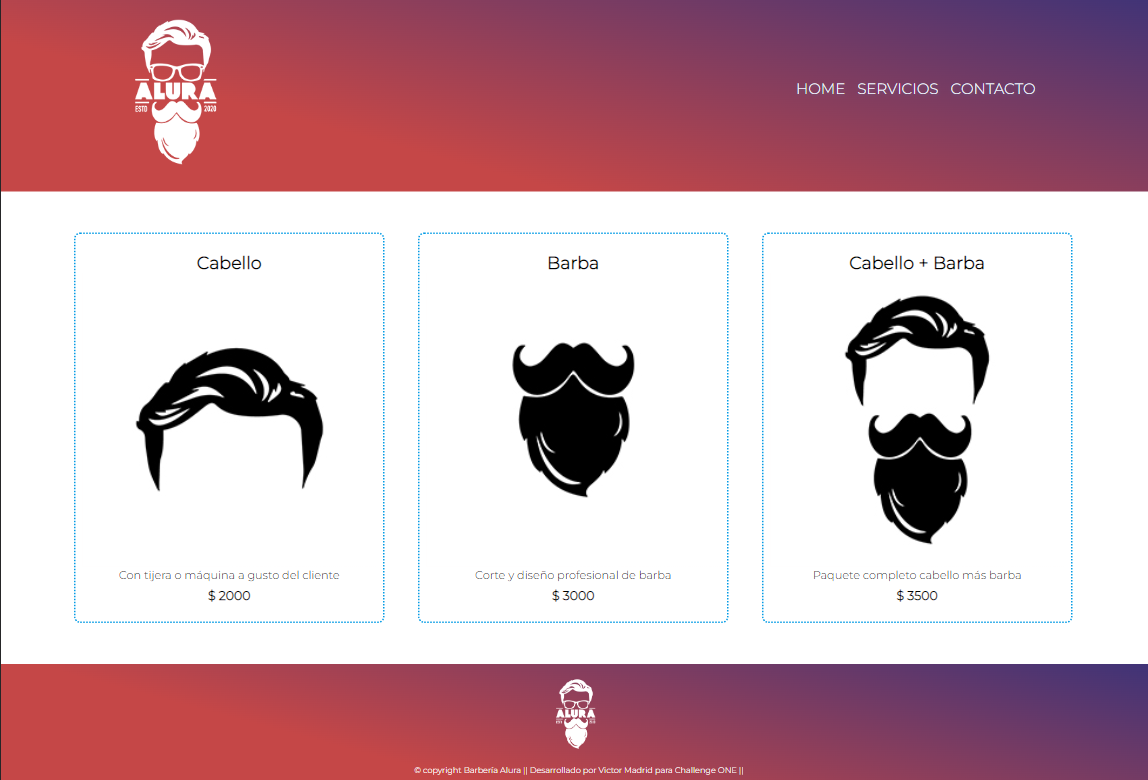 ALURA
ESTD 2020
HOME SERVICIOS CONTACTO
Cabello
Con tijera o máquina a gusto del cliente
$ 2000
Barba
Corte y diseño profesional de barba
$ 3000
Cabello + Barba
Paquete completo cabello más barba
$ 3500
ALURA
© copyright Barbería Alura || Desarrollado por Victor Madrid para Challenge ONE ||